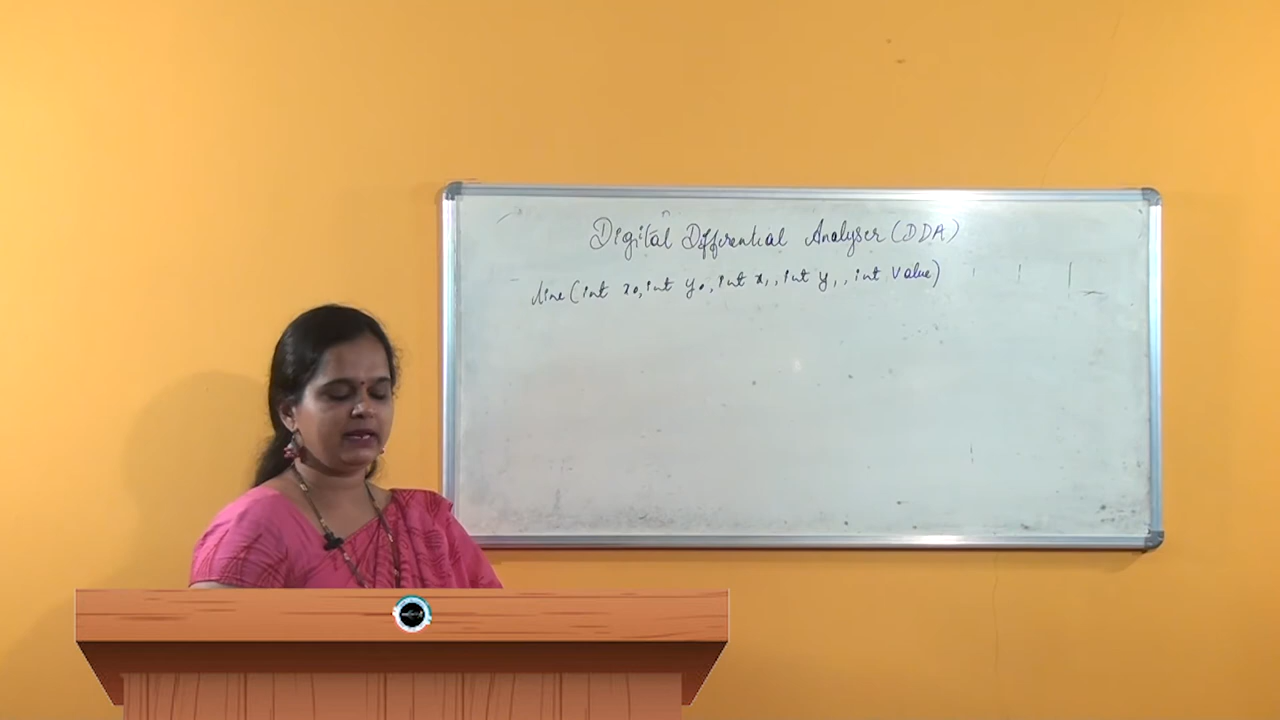 Digital Differential Analyser (DDA)
line (int x0, int y0, int x1, int y1, int value)